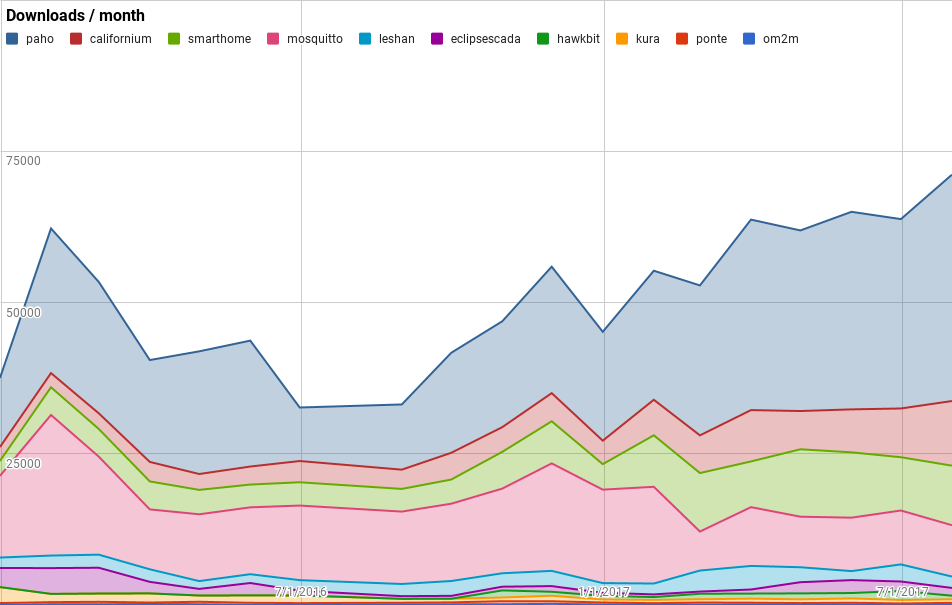 Downloads / month
paho californium smarthome mosquitto leshan eclipsescada hawkbit kura ponte om2m
75000
50000
25000
7/1/2016 1/1/2017 7/1/2017